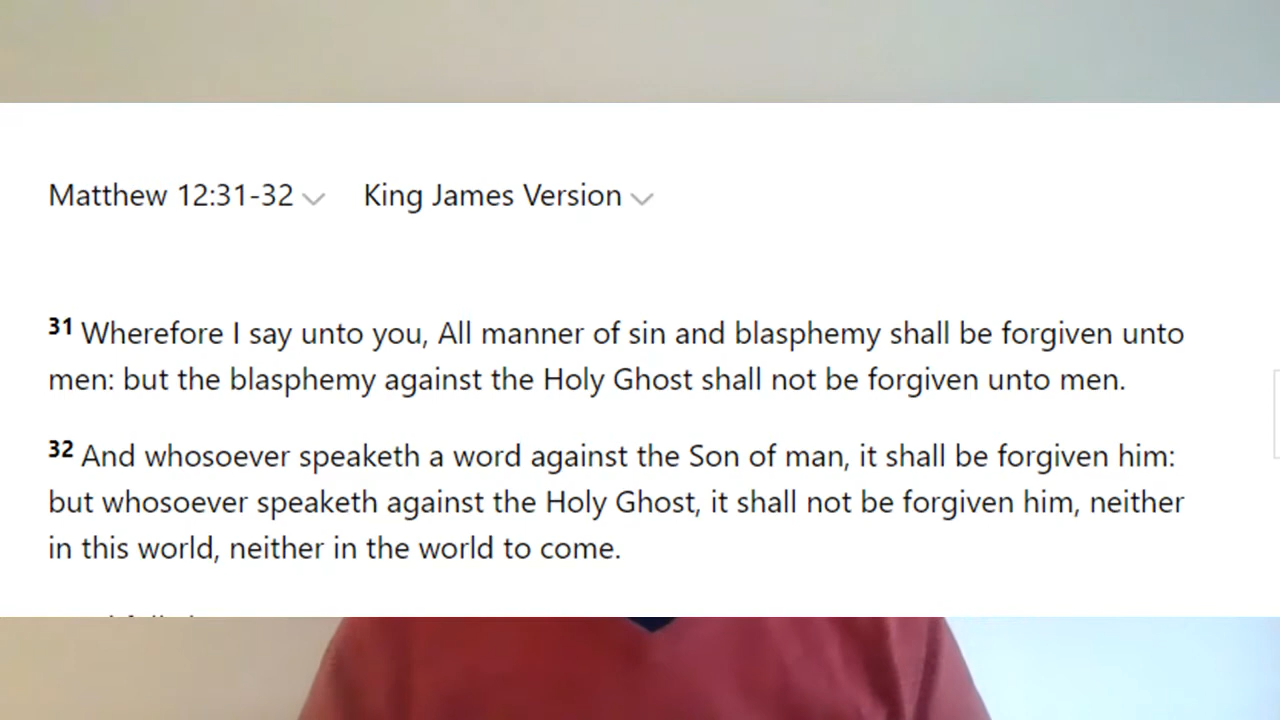 Matthew 12:31-32 King James Version
31 Wherefore I say unto you, All manner of sin and blasphemy shall be forgiven unto
men: but the blasphemy against the Holy Ghost shall not be forgiven unto men.
32 And whosoever speaketh a word against the Son of man, it shall be forgiven him:
but whosoever speaketh against the Holy Ghost, it shall not be forgiven him, neither
in this world, neither in the world to come.